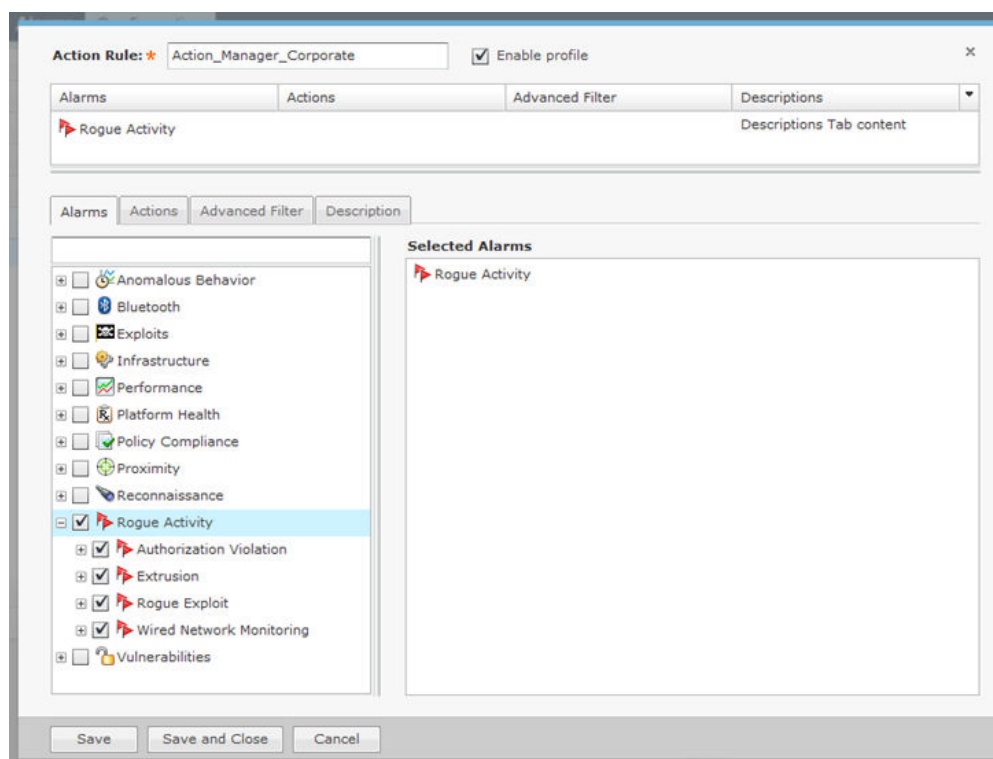 Action Rule: * Action_Manager_Corporate Enable profile
Alarms Actions Advanced Filter Descriptions
Rogue Activity Descriptions Tab content
Alarms Actions Advanced Filter Description
Selected Alarms
Rogue Activity
Anomalous Behavior
Bluetooth
Exploits
Infrastructure
Performance
Platform Health
Policy Compliance
Proximity
Reconnaissance
Rogue Activity
Authorization Violation
Extrusion
Rogue Exploit
Wired Network Monitoring
Vulnerabilities
Save Save and Close Cancel